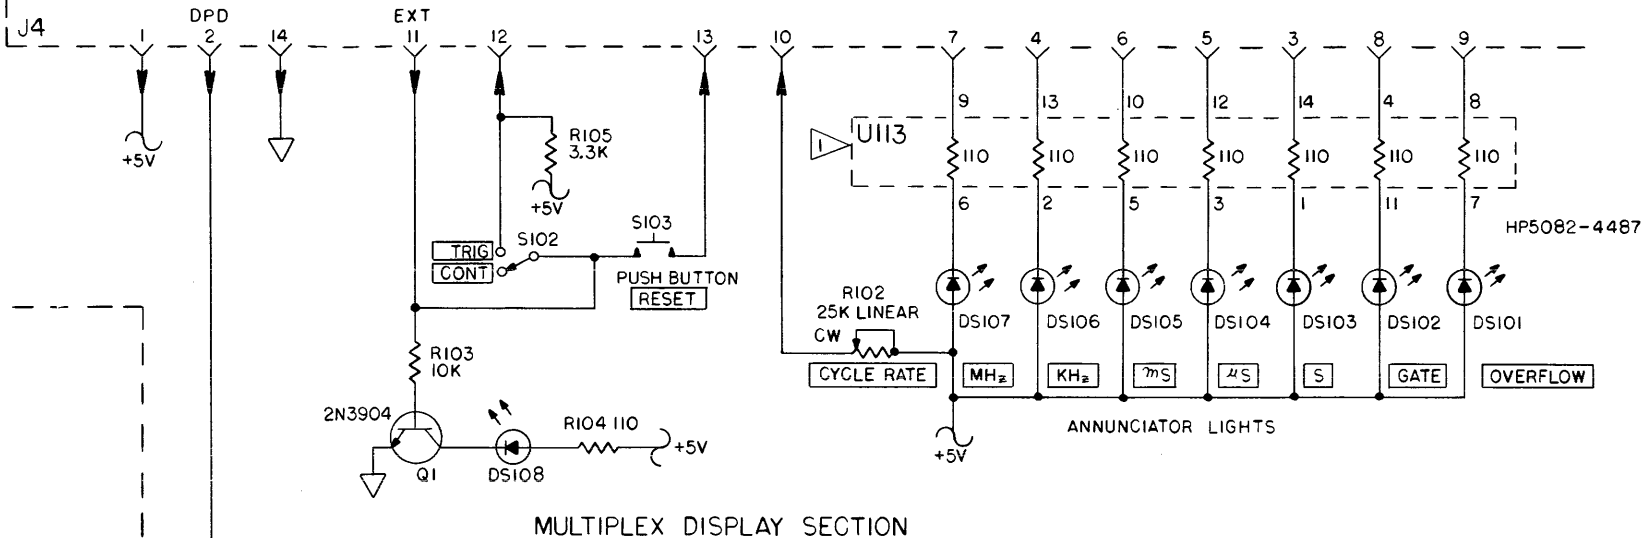 DPD EXT
J4 1 2 14 11 12 13 10 7 4 6 5 3 8 9
9 13 10 12 14 4 8
+5V
R105
3.3K
+5V
1 U113
110 110 110 110 110 110 110
6 2 5 3 1 11 7
HP5082-4487
S103
S102
TRIG
CONT
PUSH BUTTON
RESET
R102
25K LINEAR
CW
DS107 DS106 DS105 DS104 DS103 DS102 DS101
R103
10K
CYCLE RATE MHz KHz mS μS S GATE OVERFLOW
2N3904
R104 110
+5V
Q1 DS108
ANNUNCIATOR LIGHTS
+5V
MULTIPLEX DISPLAY SECTION